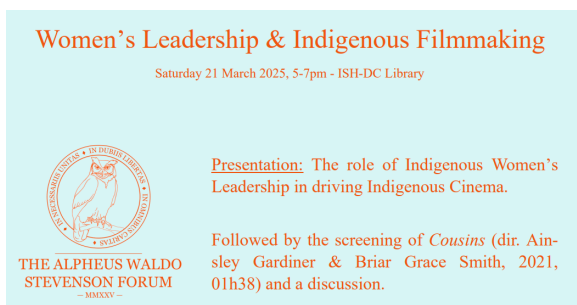 Women's Leadership & Indigenous Filmmaking
Saturday 21 March 2025, 5-7pm - ISH-DC Library
Presentation: The role of Indigenous Women's
Leadership in driving Indigenous Cinema.
IN NECESSARIIS UNITAS • IN DUBIIS LIBERTAS • IN OMNIBUS CARITAS •
Followed by the screening of Cousins (dir. Ain-
sley Gardiner & Briar Grace Smith, 2021,
01h38) and a discussion.
THE ALPHEUS WALDO
STEVENSON FORUM
— MMXXV —